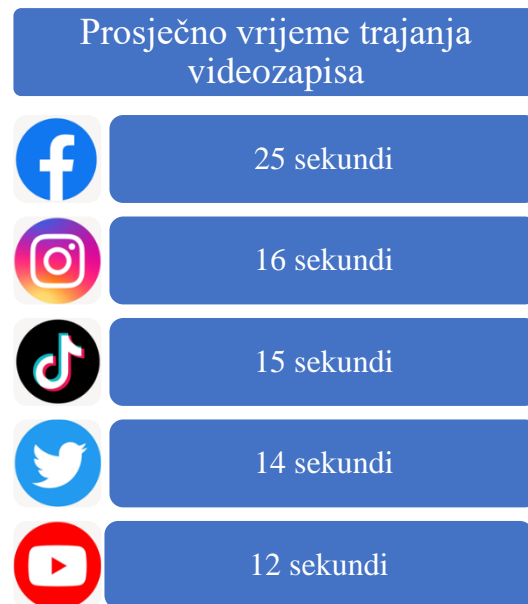 Prosječno vrijeme trajanja
videozapisa
25 sekundi
16 sekundi
15 sekundi
14 sekundi
12 sekundi